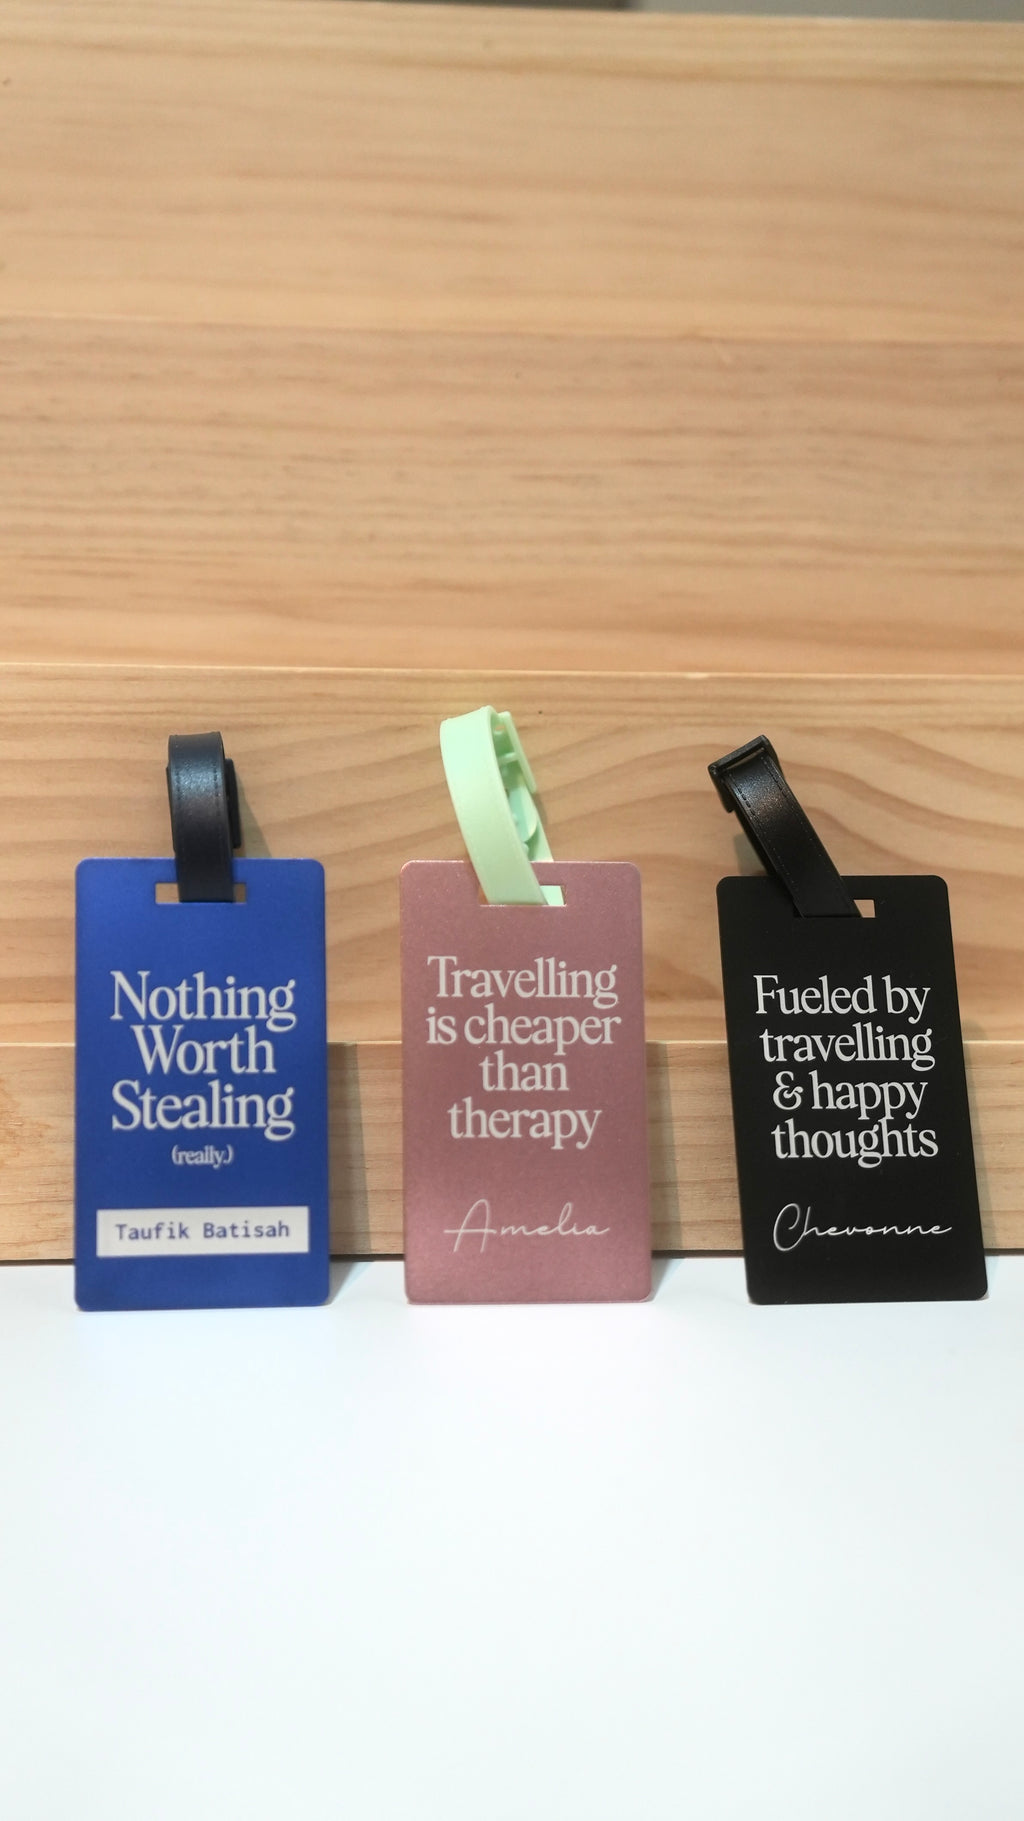 Nothing
Worth
Stealing
(really.)
Taufik Batisah
Travelling
is cheaper
than
therapy
Amelia
Fueled by
travelling
& happy
thoughts
Chevonne